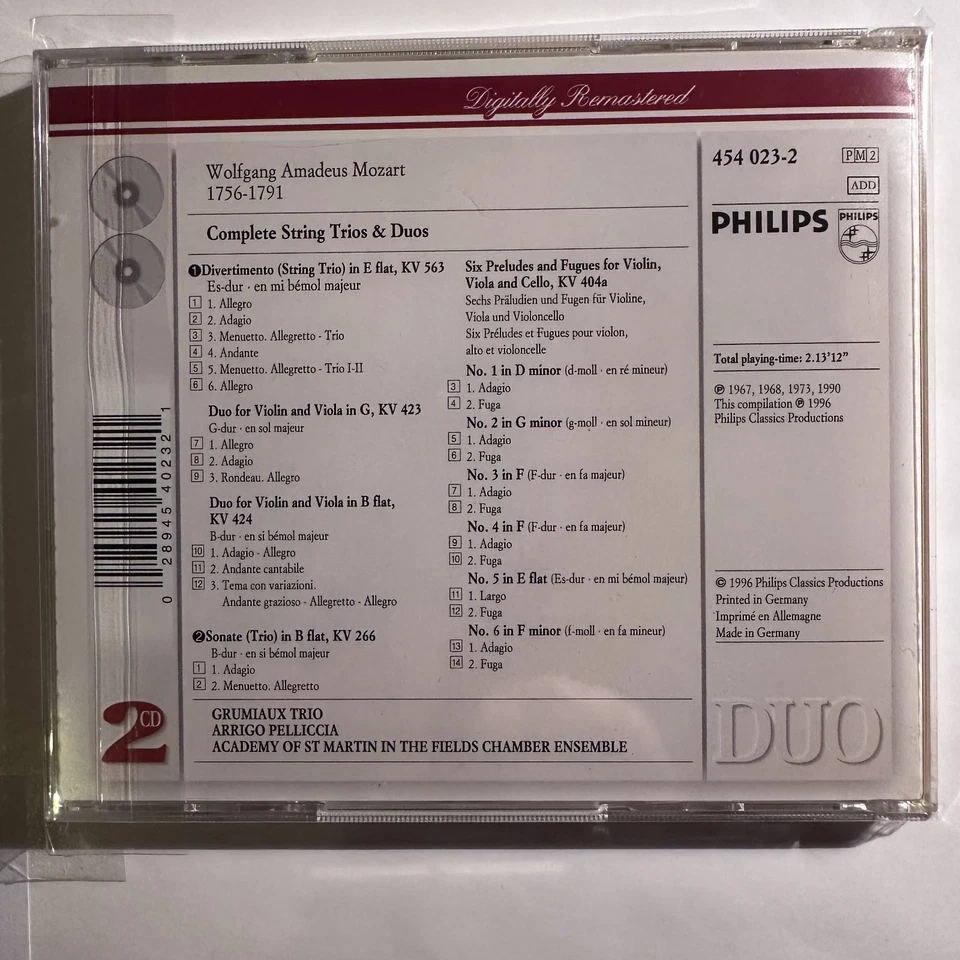 Digitally Remastered
Wolfgang Amadeus Mozart
1756-1791
Complete String Trios & Duos
❶Divertimento (String Trio) in E flat, KV 563
Es-dur · en mi bémol majeur
1 1. Allegro
2 2. Adagio
3 3. Menuetto. Allegretto - Trio
4 4. Andante
5 5. Menuetto. Allegretto - Trio I-II
6 6. Allegro
Duo for Violin and Viola in G, KV 423
G-dur · en sol majeur
7 1. Allegro
8 2. Adagio
9 3. Rondeau. Allegro
Duo for Violin and Viola in B flat,
KV 424
B-dur · en si bémol majeur
10 1. Adagio - Allegro
11 2. Andante cantabile
12 3. Tema con variazioni.
Andante grazioso - Allegretto - Allegro
❷Sonate (Trio) in B flat, KV 266
B-dur · en si bémol majeur
1 1. Adagio
2 2. Menuetto. Allegretto
Six Preludes and Fugues for Violin,
Viola and Cello, KV 404a
Sechs Präludien und Fugen für Violine,
Viola und Violoncello
Six Préludes et Fugues pour violon,
alto et violoncelle
No. 1 in D minor (d-moll · en ré mineur)
3 1. Adagio
4 2. Fuga
No. 2 in G minor (g-moll · en sol mineur)
5 1. Adagio
6 2. Fuga
No. 3 in F (F-dur · en fa majeur)
7 1. Adagio
8 2. Fuga
No. 4 in F (F-dur · en fa majeur)
9 1. Adagio
10 2. Fuga
No. 5 in E flat (Es-dur · en mi bémol majeur)
11 1. Largo
12 2. Fuga
No. 6 in F minor (f-moll · en fa mineur)
13 1. Adagio
14 2. Fuga
GRUMIAUX TRIO
ARRIGO PELLICCIA
ACADEMY OF ST MARTIN IN THE FIELDS CHAMBER ENSEMBLE
454 023-2
PM2
ADD
PHILIPS
PHILIPS
Total playing-time: 2.13'12"
℗ 1967, 1968, 1973, 1990
This compilation ℗ 1996
Philips Classics Productions
© 1996 Philips Classics Productions
Printed in Germany
Imprimé en Allemagne
Made in Germany
DUO
0 28945 40232 1
2 CD